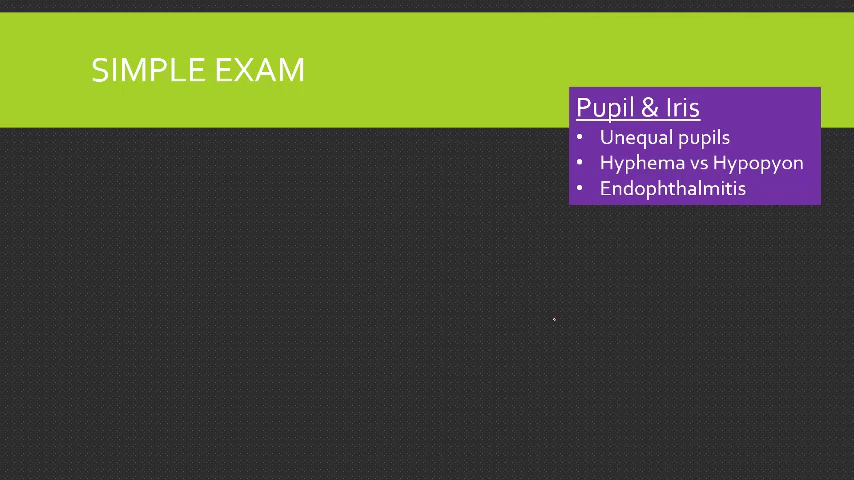 SIMPLE EXAM
Pupil & Iris
• Unequal pupils
• Hyphema vs Hypopyon
• Endophthalmitis